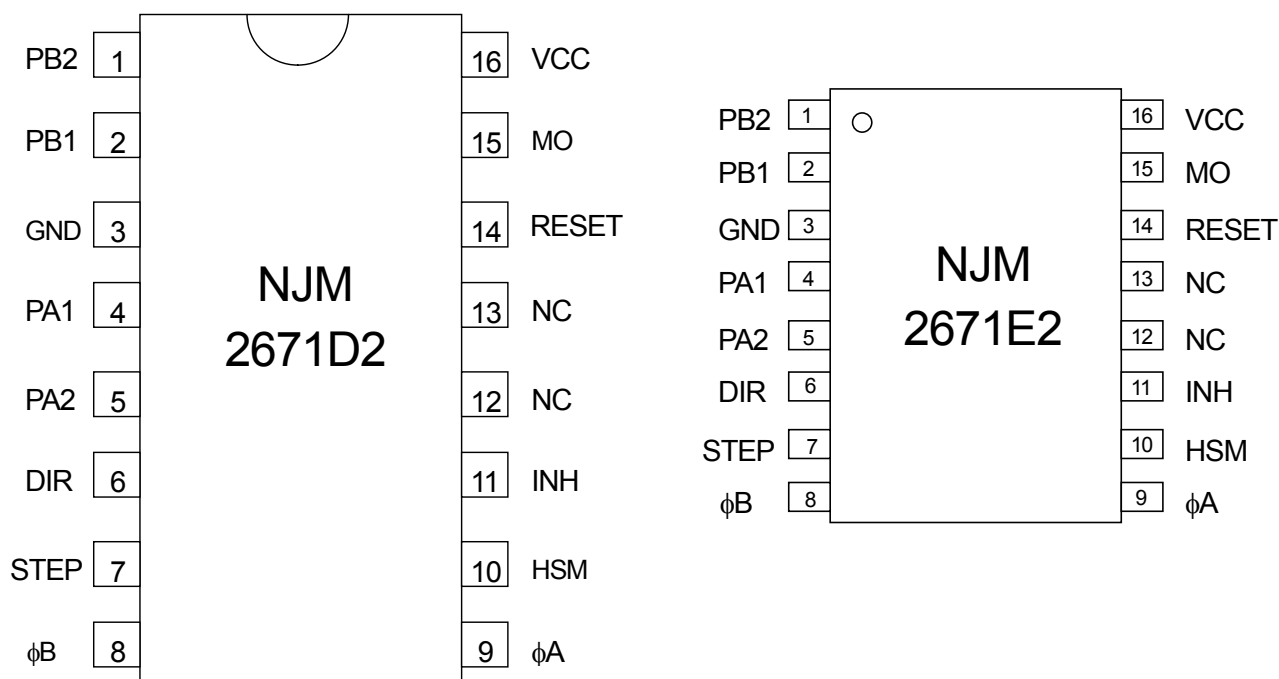 PB2 1 16 VCC
PB1 2 15 MO
GND 3 14 RESET
PA1 4 13 NC
NJM
2671D2
PA2 5 12 NC
DIR 6 11 INH
STEP 7 10 HSM
ϕB 8 9 ϕA
PB2 1 16 VCC
PB1 2 15 MO
GND 3 14 RESET
NJM
PA1 4 13 NC
2671E2
PA2 5 12 NC
DIR 6 11 INH
STEP 7 10 HSM
ϕB 8 9 ϕA